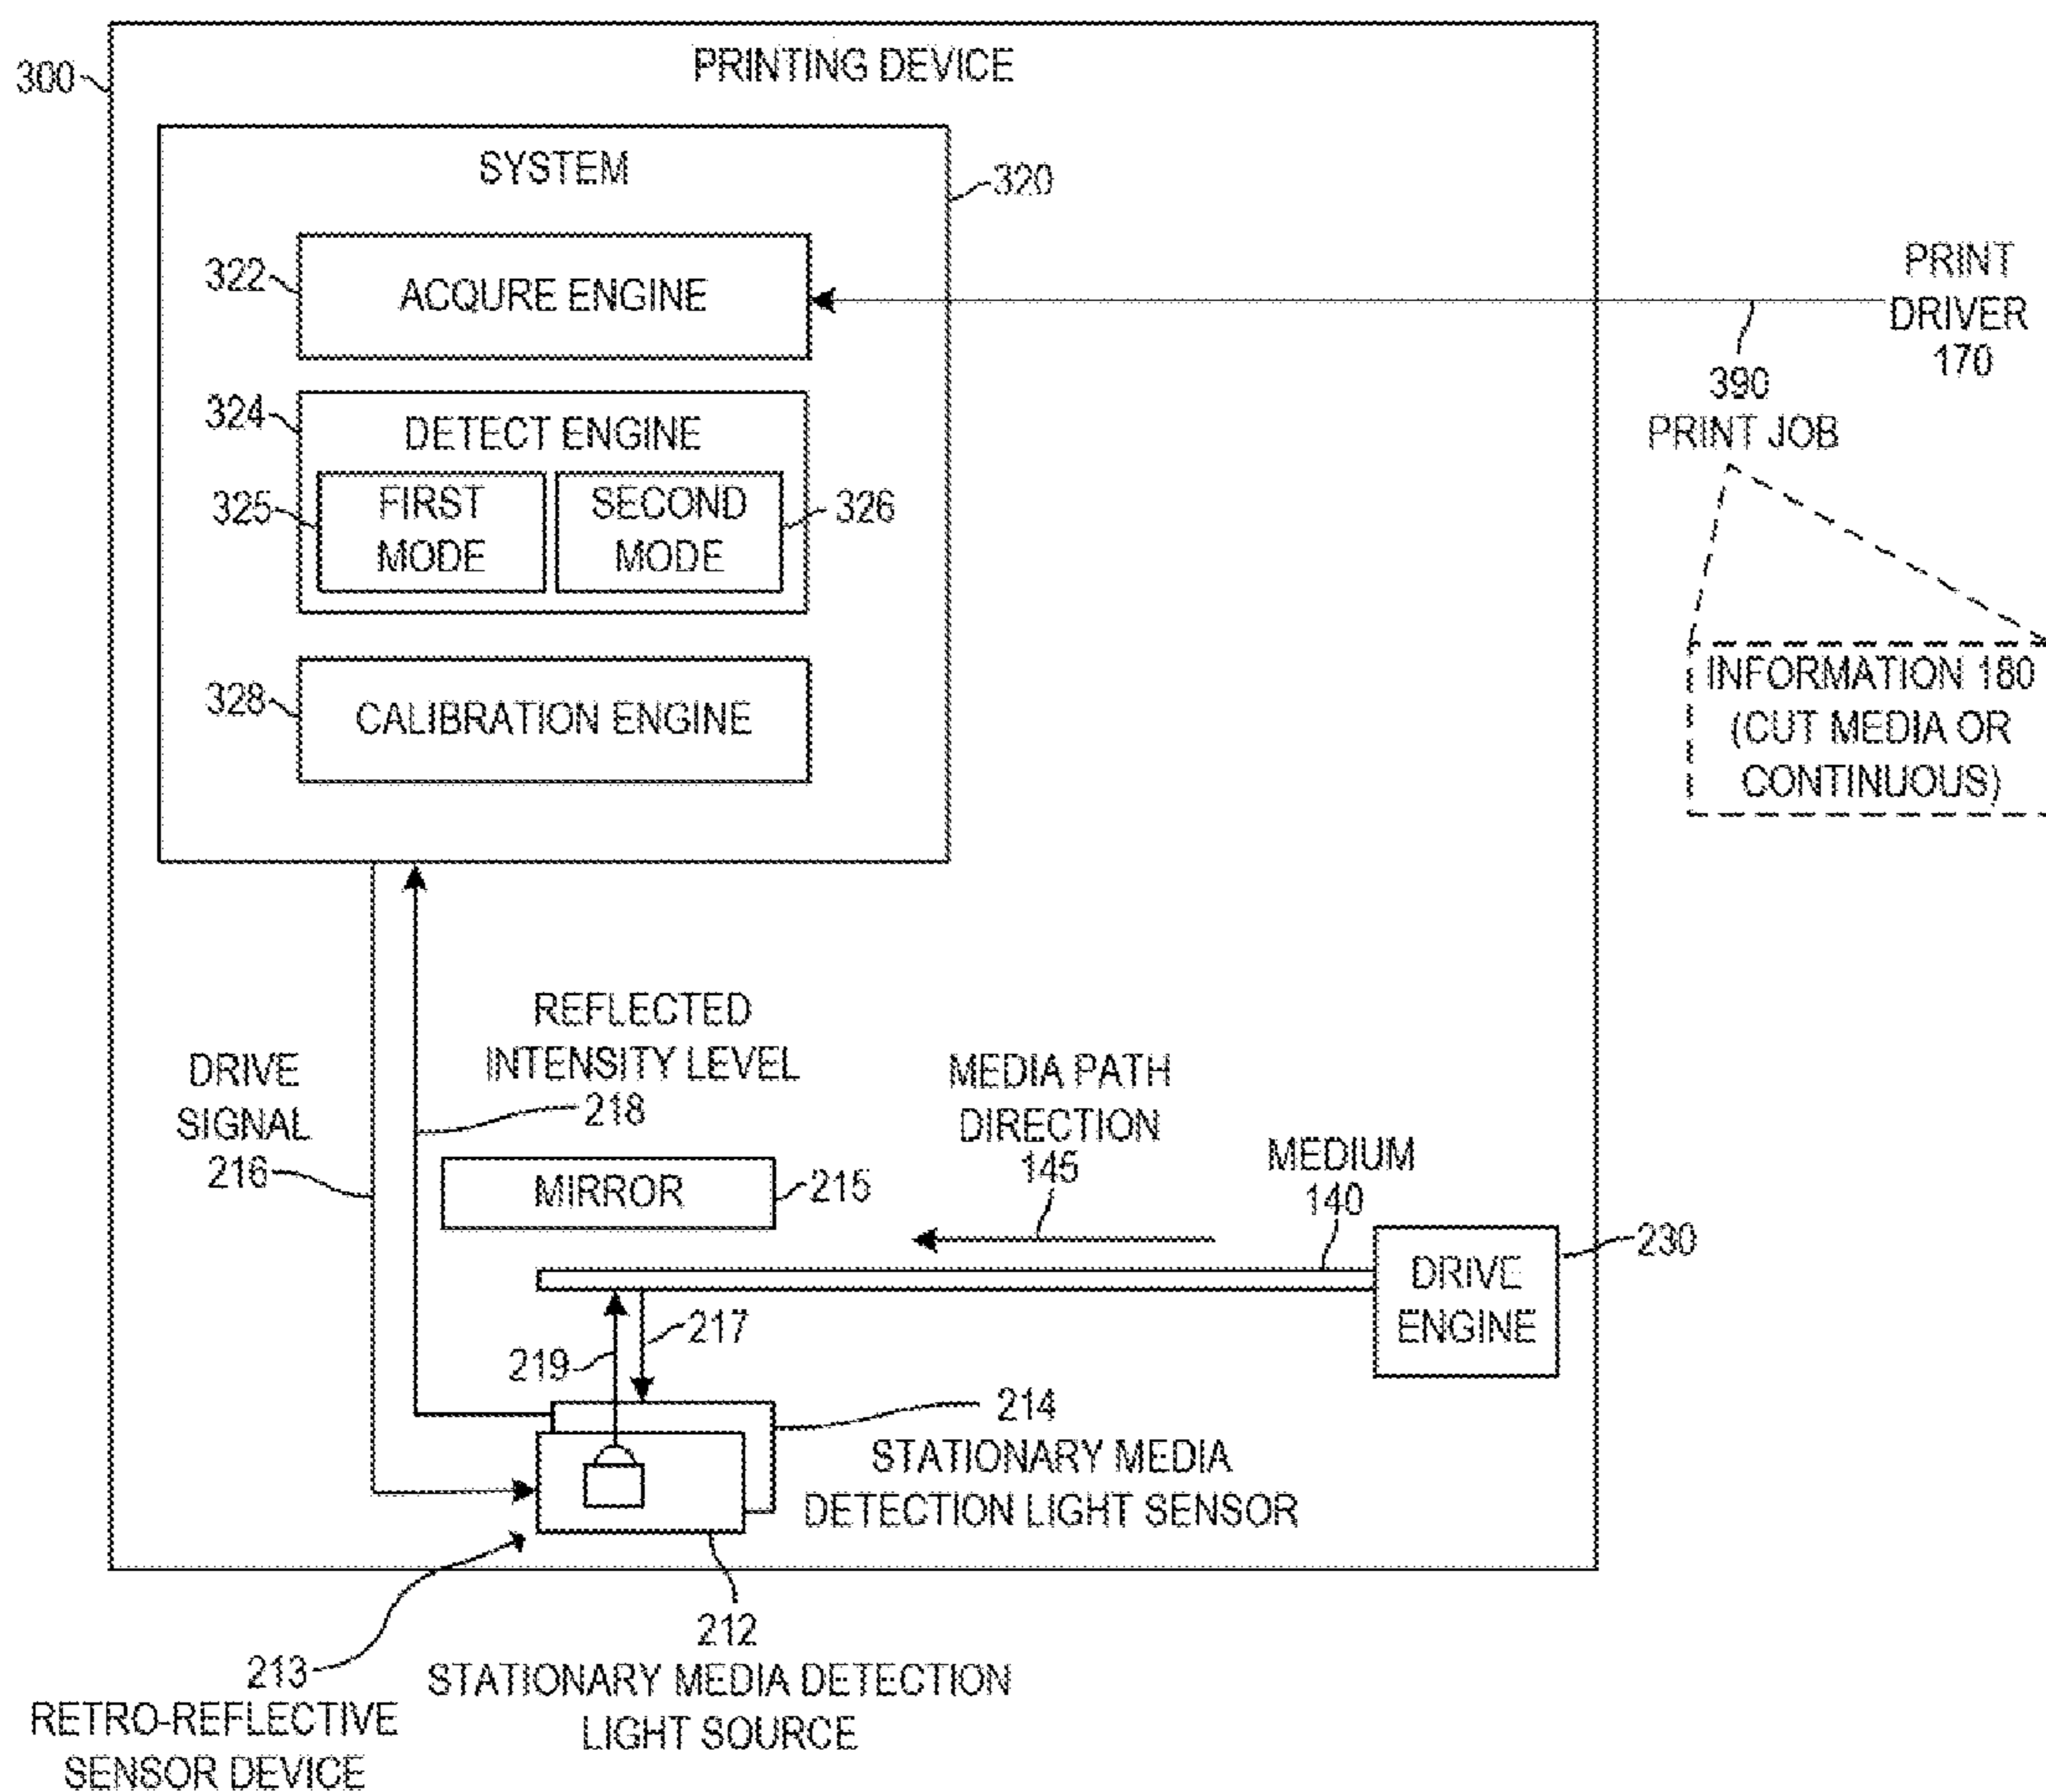 PRINTING DEVICE
300
SYSTEM
320
322
ACQURE ENGINE
PRINT
DRIVER
170
390
PRINT JOB
324
DETECT ENGINE
325
FIRST
MODE
SECOND
MODE
326
INFORMATION 180
(CUT MEDIA OR
CONTINUOUS)
328
CALIBRATION ENGINE
REFLECTED
INTENSITY LEVEL
218
DRIVE
SIGNAL
216
MEDIA PATH
DIRECTION
145
MEDIUM
140
MIRROR
215
230
DRIVE
ENGINE
217
219
214
STATIONARY MEDIA
DETECTION LIGHT SENSOR
212
STATIONARY MEDIA DETECTION
LIGHT SOURCE
213
RETRO-REFLECTIVE
SENSOR DEVICE